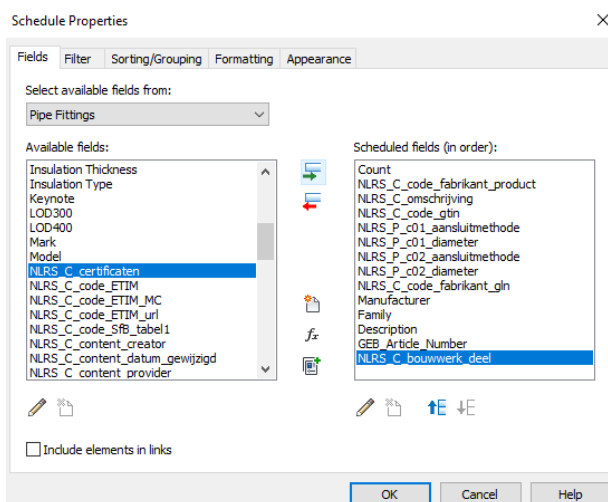 Schedule Properties
Fields
Filter
Sorting/Grouping
Formatting
Appearance
Select available fields from:
Pipe Fittings
Available fields:
Insulation Thickness
Insulation Type
Keynote
LOD300
LOD400
Mark
Model
NLRS_C_certificaten
NLRS_C_code_ETIM
NLRS_C_code_ETIM_MC
NLRS_C_code_ETIM_url
NLRS_C_code_SfB_tabel1
NLRS_C_content_creator
NLRS_C_content_datum_gewijzigd
NLRS_C_content_provider
fx
Scheduled fields (in order):
Count
NLRS_C_code_fabrikant_product
NLRS_C_omschrijving
NLRS_C_code_gtin
NLRS_P_c01_aansluitmethode
NLRS_P_c01_diameter
NLRS_P_c02_aansluitmethode
NLRS_P_c02_diameter
NLRS_C_code_fabrikant_gln
Manufacturer
Family
Description
GEB_Article_Number
NLRS_C_bouwwerk_deel
Include elements in links
OK
Cancel
Help